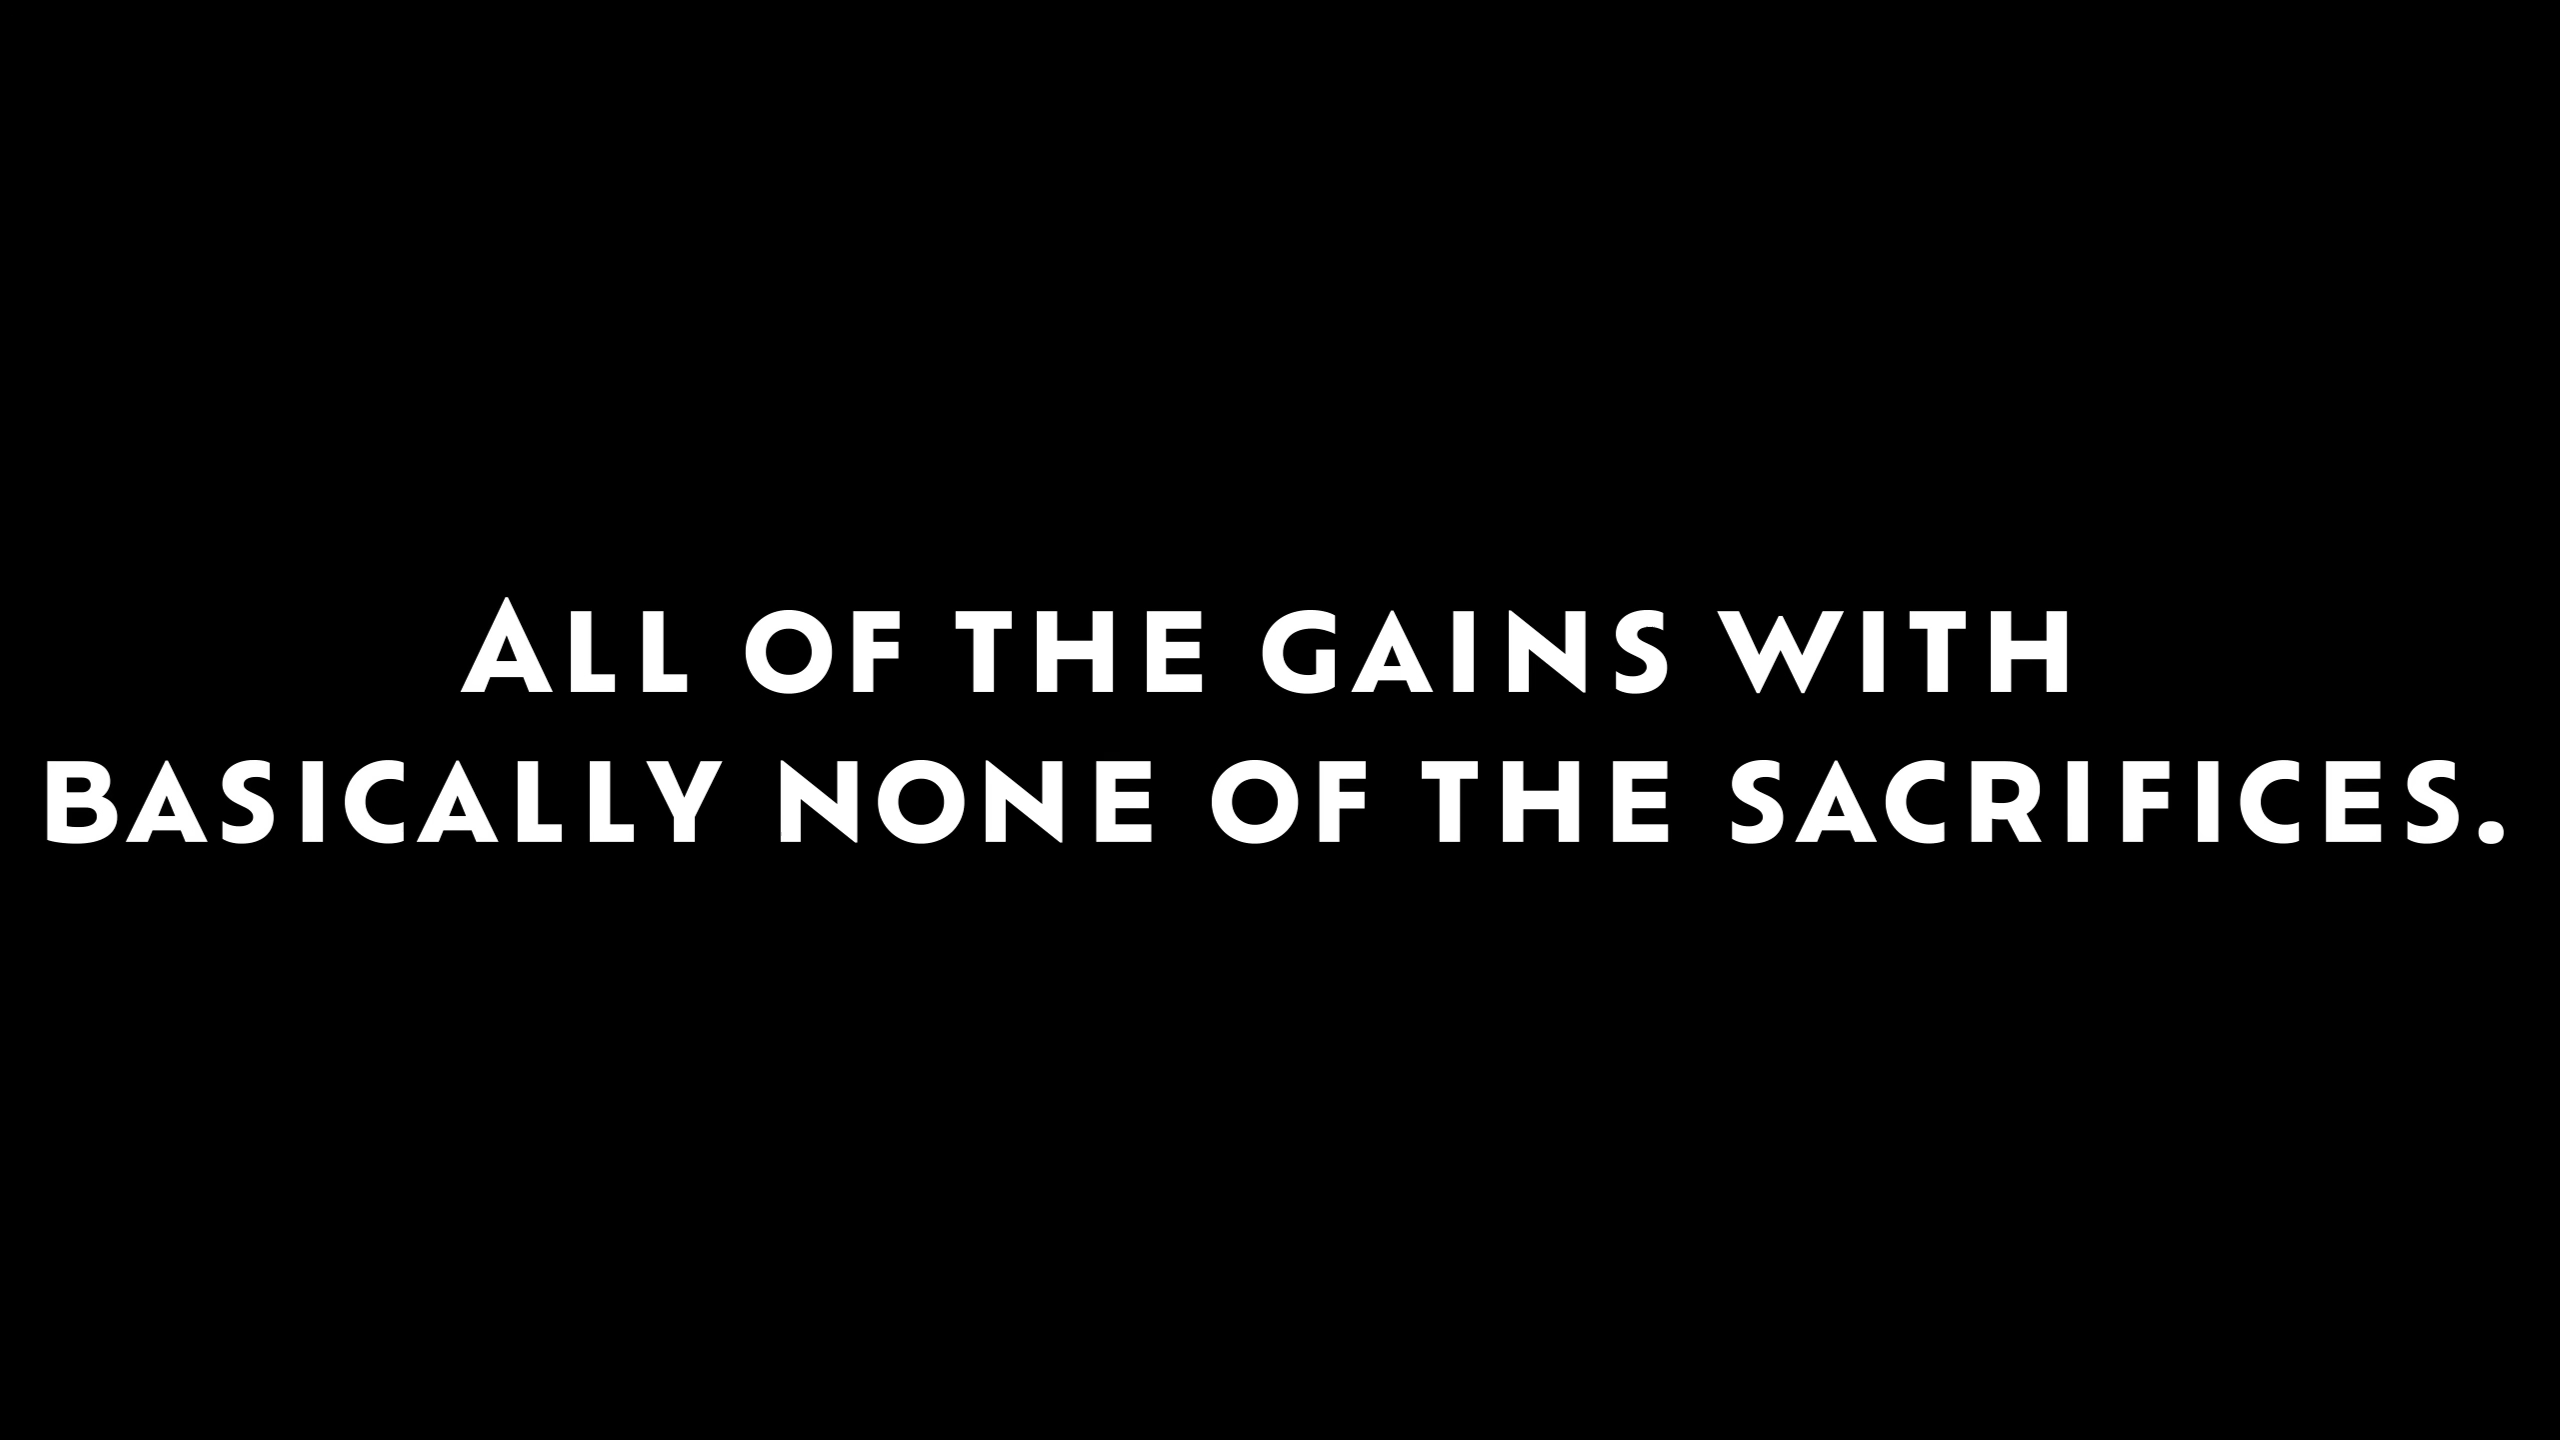 All of the gains with
basically none of the sacrifices.